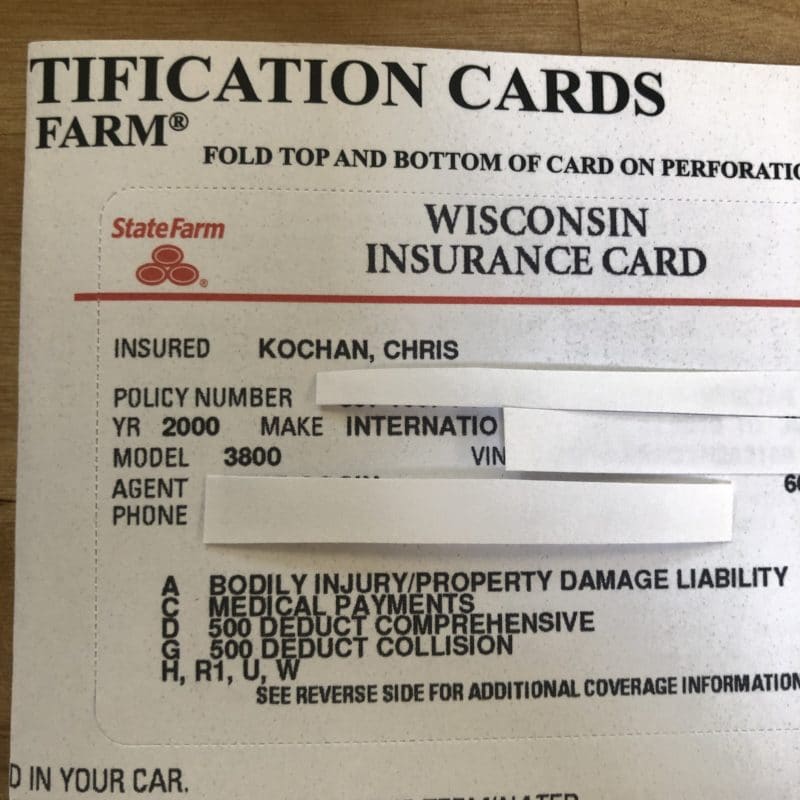 TIFICATION CARDS
FARM®
FOLD TOP AND BOTTOM OF CARD ON PERFORATIO
StateFarm®
WISCONSIN
INSURANCE CARD
INSURED KOCHAN, CHRIS
POLICY NUMBER
YR 2000 MAKE INTERNATIO
MODEL 3800 VIN
AGENT
PHONE
A BODILY INJURY/PROPERTY DAMAGE LIABILITY
C MEDICAL PAYMENTS
D 500 DEDUCT COMPREHENSIVE
G 500 DEDUCT COLLISION
H, R1, U, W
SEE REVERSE SIDE FOR ADDITIONAL COVERAGE INFORMATION
D IN YOUR CAR.